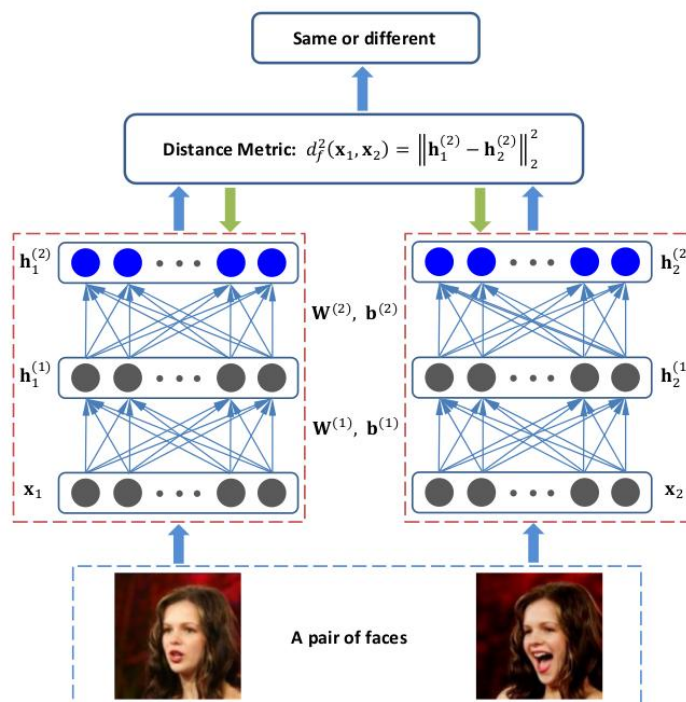 Same or different
Distance Metric: d_f^2(𝐱_1, 𝐱_2) = ‖𝐡_1^(2) − 𝐡_2^(2)‖_2^2
𝐡_1^(2)
𝐡_2^(2
𝐖^(2), 𝐛^(2)
𝐡_1^(1)
𝐡_2^(1
𝐖^(1), 𝐛^(1)
𝐱_1
𝐱_2
A pair of faces